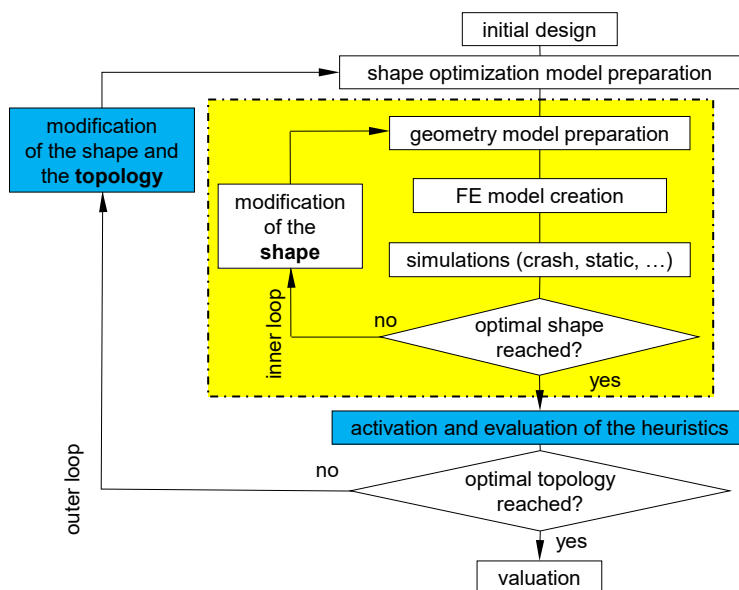 initial design
shape optimization model preparation
modification
of the shape and
the topology
geometry model preparation
modification
of the
shape
FE model creation
simulations (crash, static, …)
inner loop
no
optimal shape
reached?
yes
activation and evaluation of the heuristics
outer loop
no
optimal topology
reached?
yes
valuation